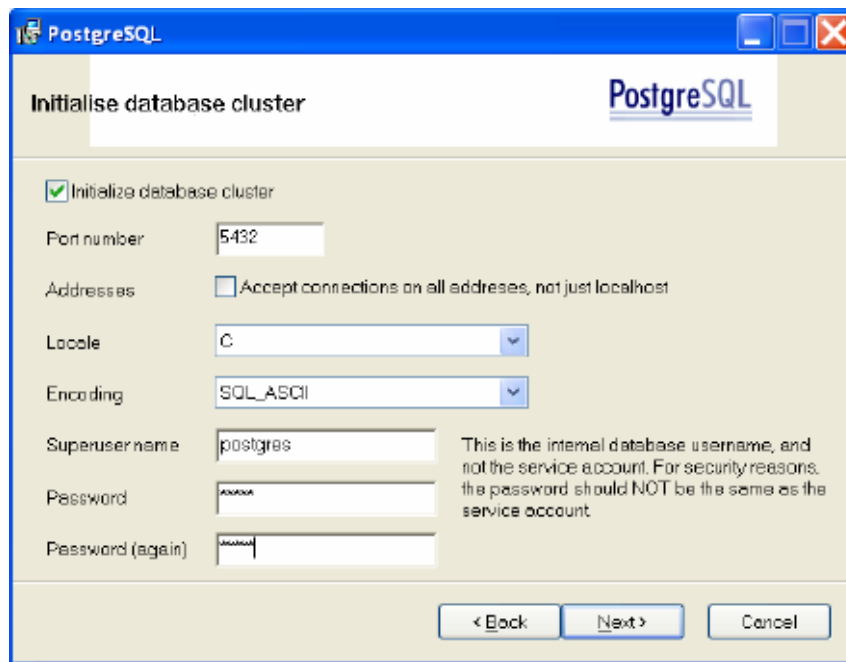 PostgreSQL
Initialise database cluster
PostgreSQL
Initialize database cluster
Port number 5432
Addresses Accept connections on all addreses, not just localhost
Locale C
Encoding SQL_ASCII
Superuser name postgres
This is the internal database username, and
not the service account. For security reasons,
the password should NOT be the same as the
service account.
Password *****
Password (again) *****
< Back Next > Cancel